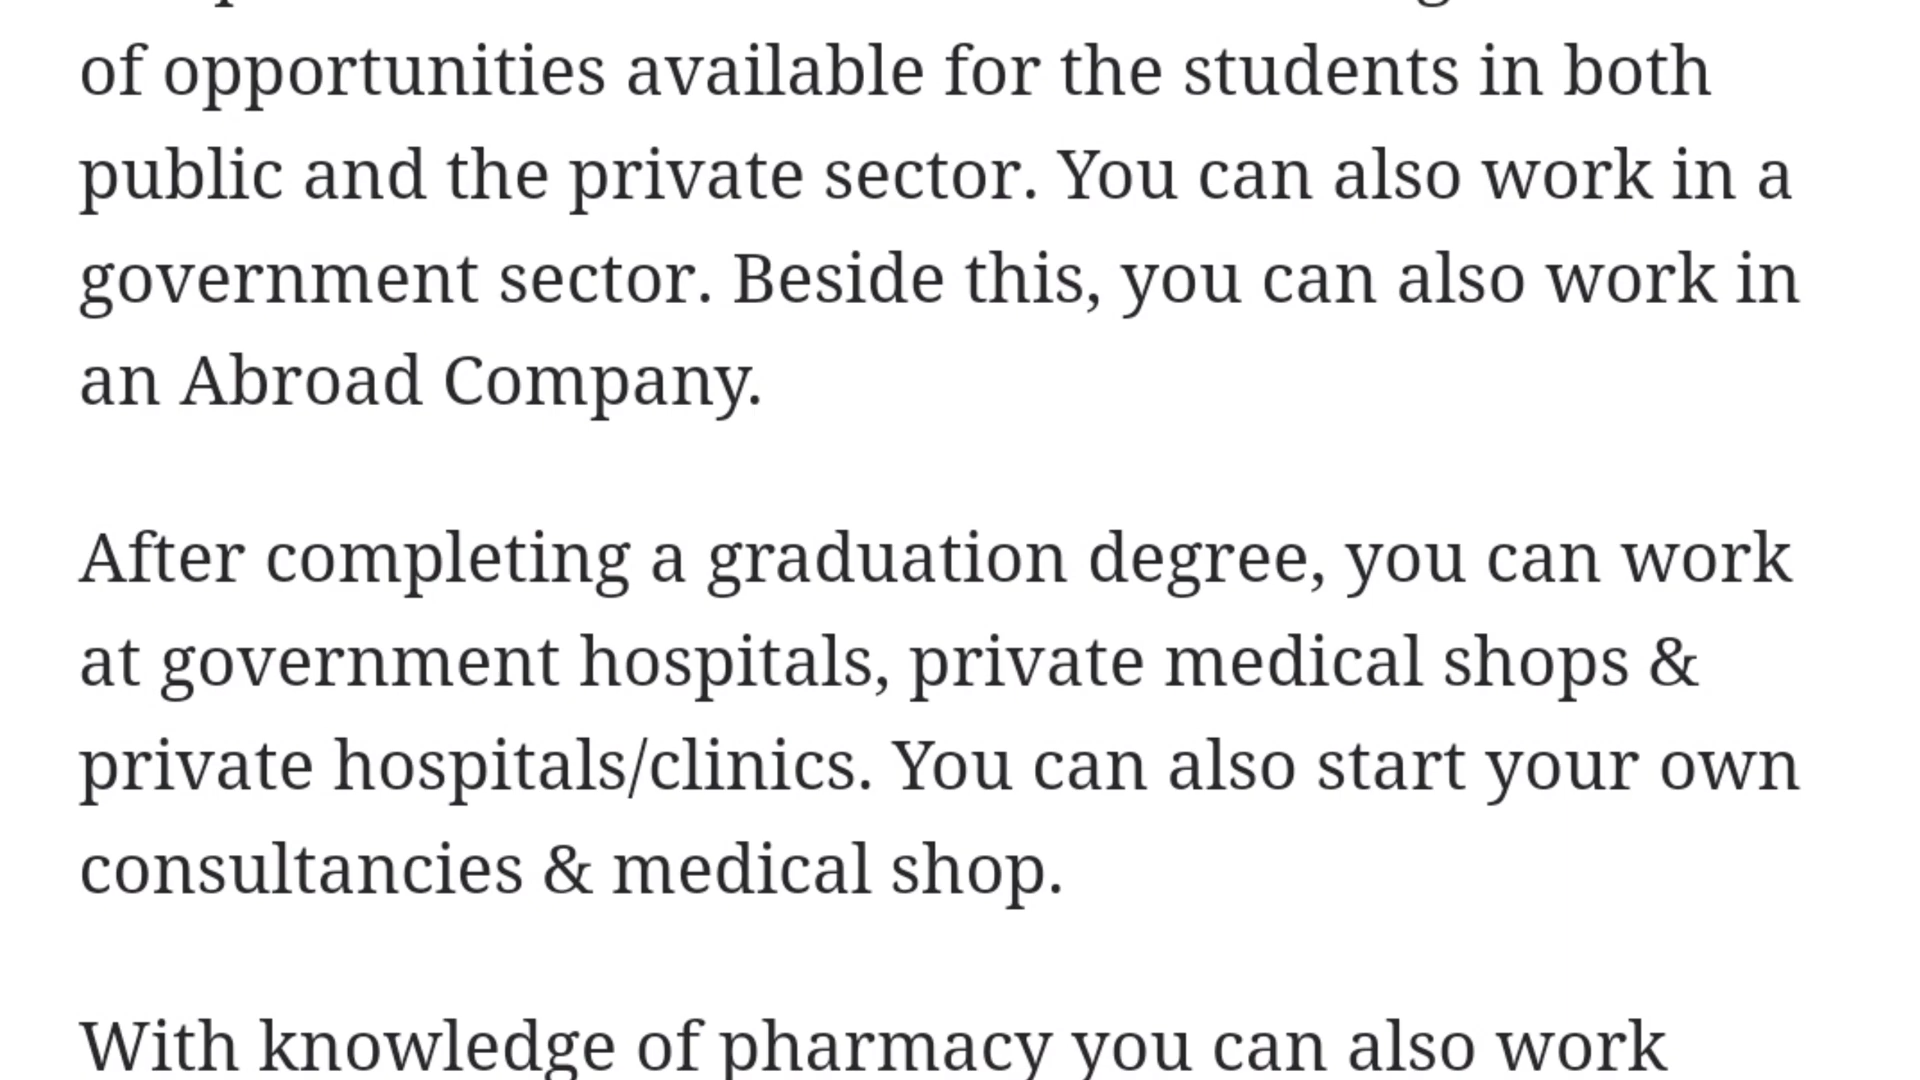 of opportunities available for the students in both
public and the private sector. You can also work in a
government sector. Beside this, you can also work in
an Abroad Company.
After completing a graduation degree, you can work
at government hospitals, private medical shops &
private hospitals/clinics. You can also start your own
consultancies & medical shop.
With knowledge of pharmacy you can also work